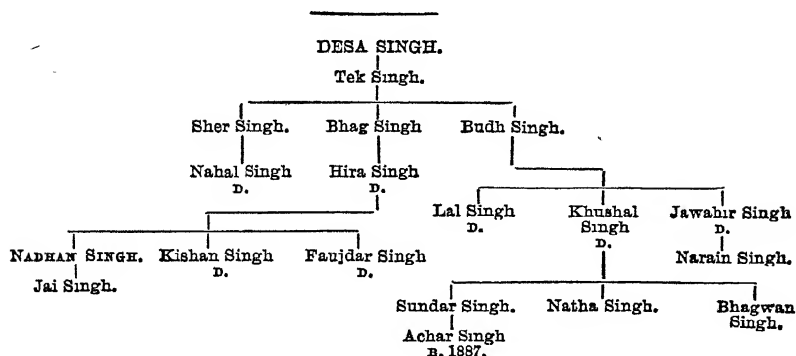 DESA SINGH.
Tek Singh.
Sher Singh. Bhag Singh Budh Singh.
Nahal Singh Hira Singh
D. D.
Lal Singh Khushal Jawahir Singh
D. Singh D.
D.
NADHAN SINGH. Kishan Singh Faujdar Singh Narain Singh.
D. D.
Jai Singh.
Sundar Singh. Natha Singh. Bhagwan
Singh.
Achar Singh
B. 1887.